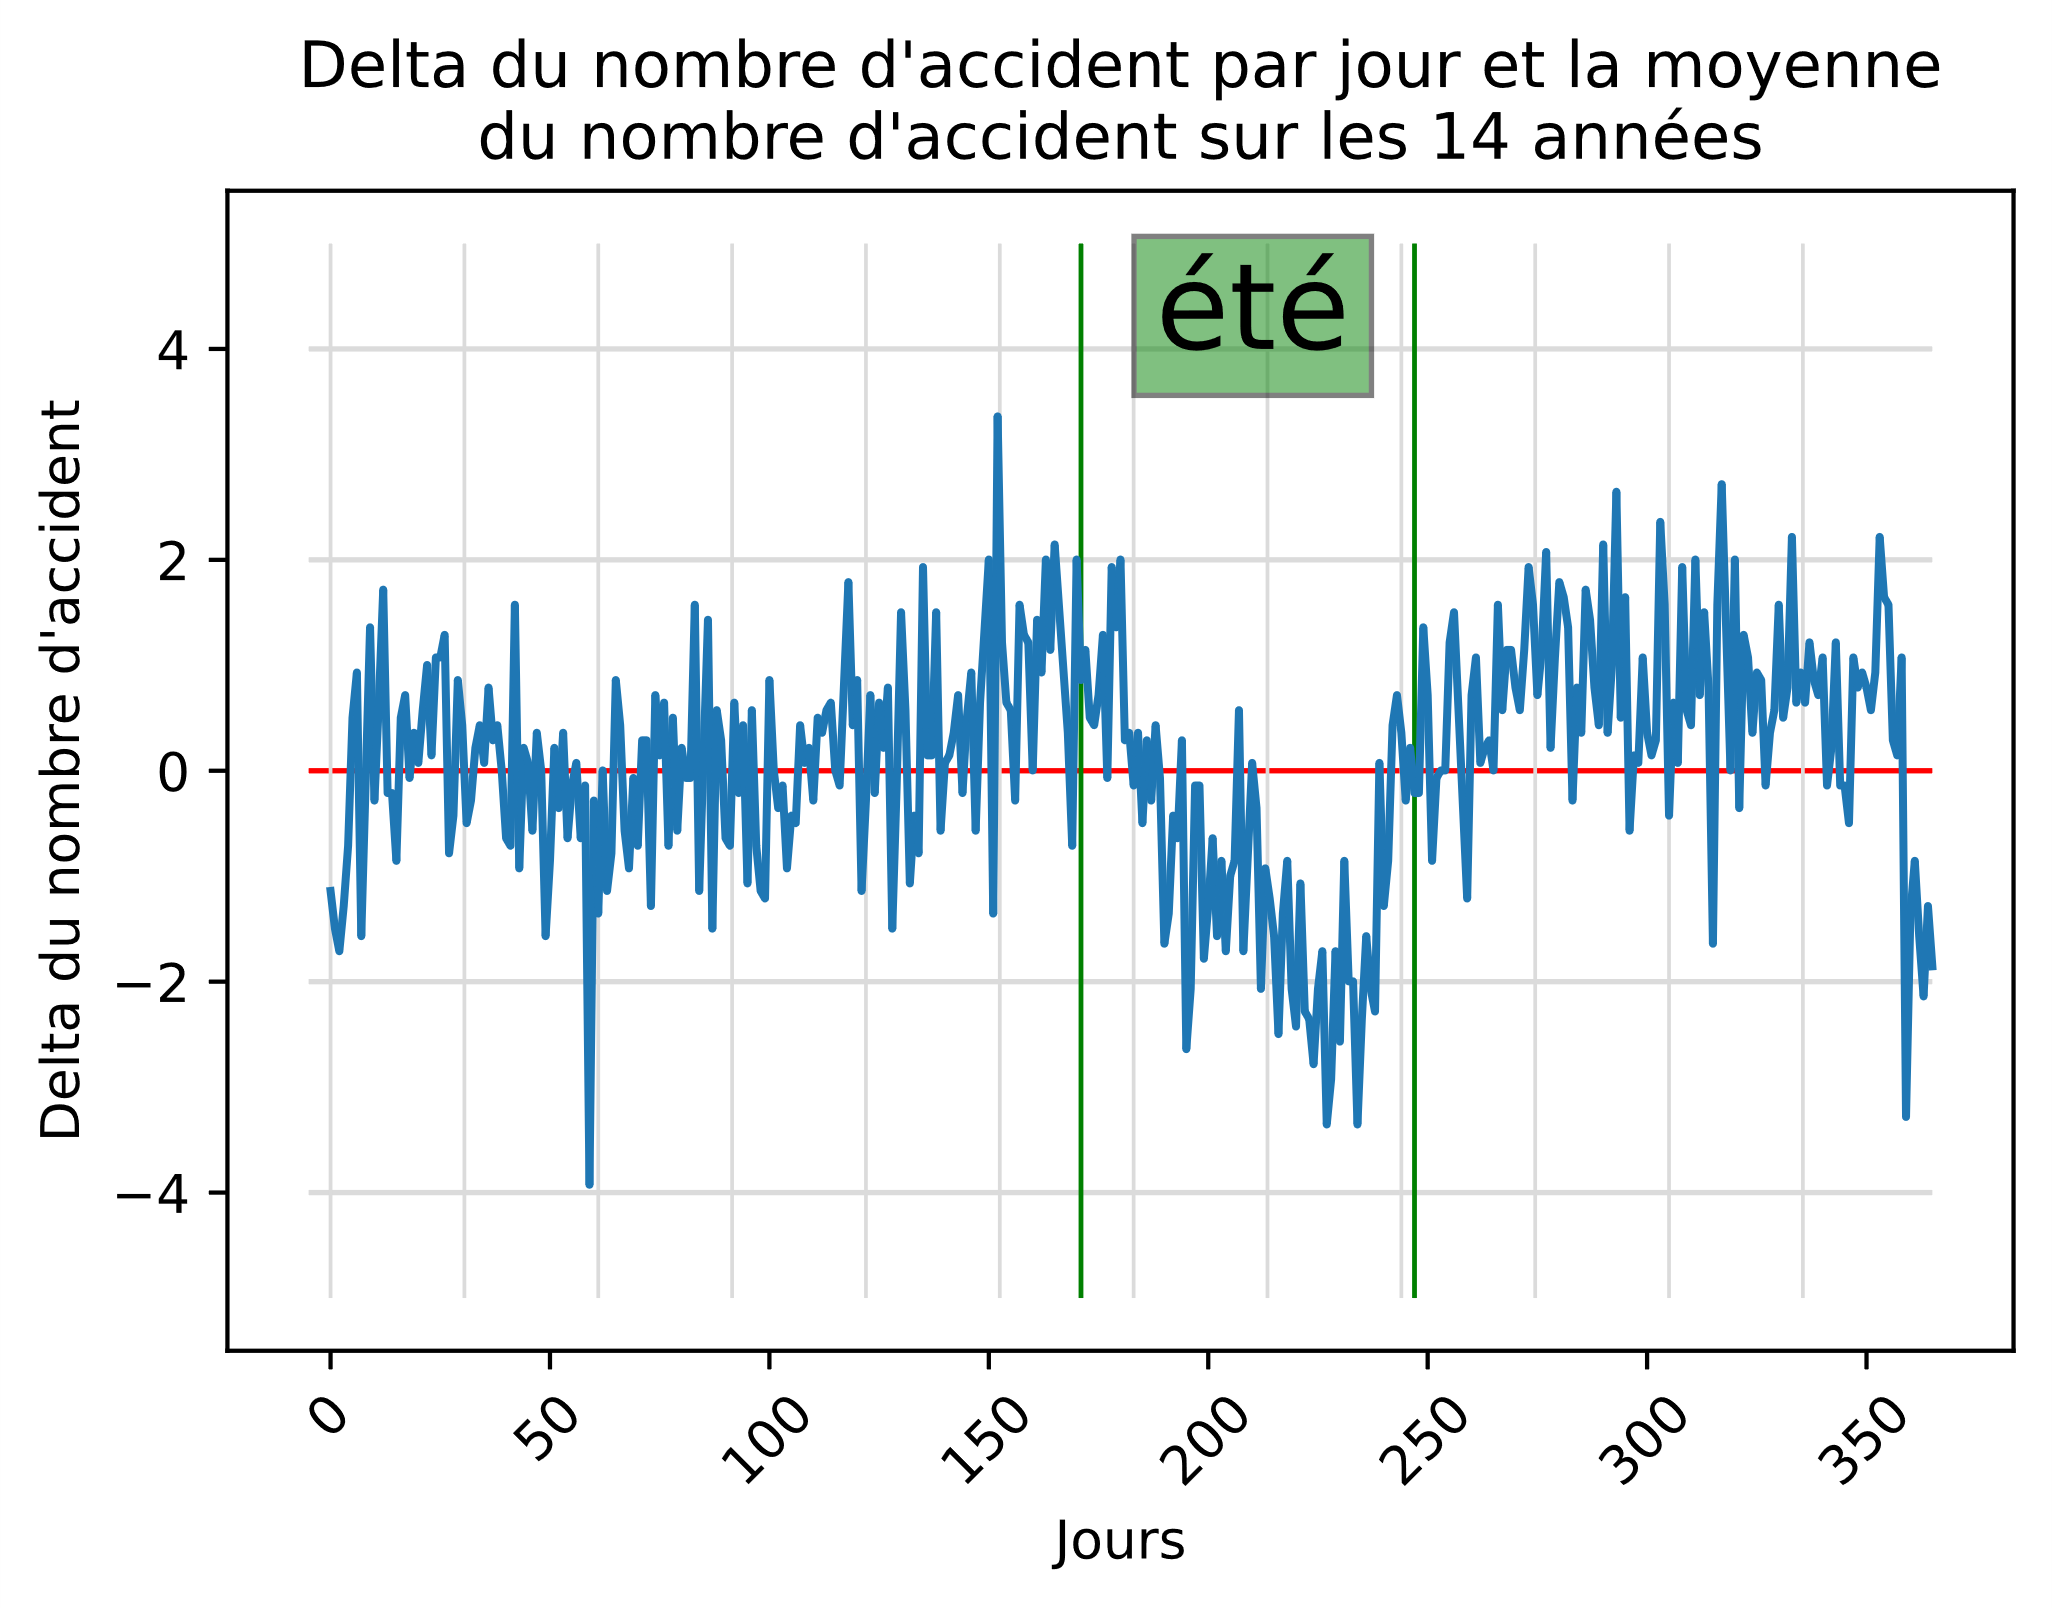 Delta du nombre d'accident par jour et la moyenne
du nombre d'accident sur les 14 années
été
Delta du nombre d'accident
4
2
0
−2
−4
0
50
100
150
200
250
300
350
Jours